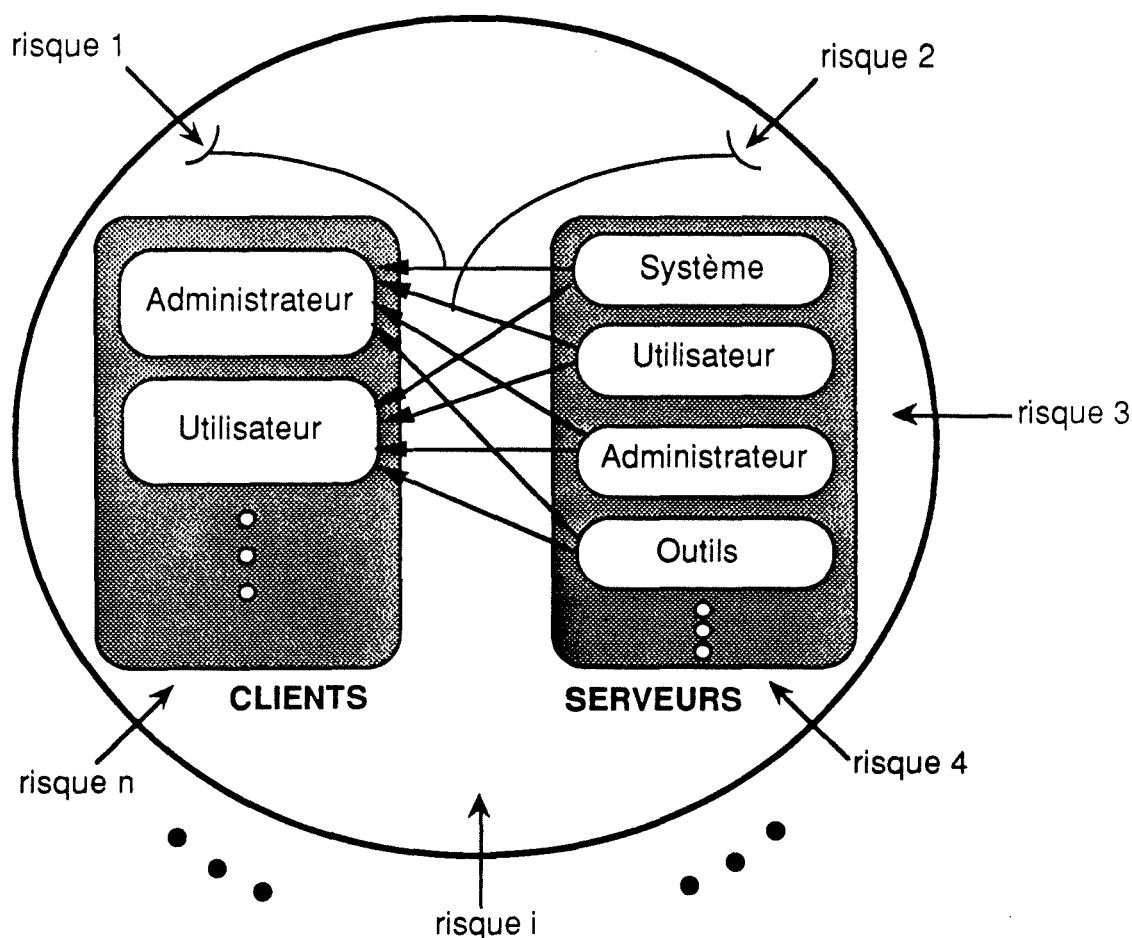 risque 1
risque 2
Système
Administrateur
Utilisateur
Utilisateur
risque 3
Administrateur
Outils
CLIENTS
SERVEURS
risque n
risque 4
risque i